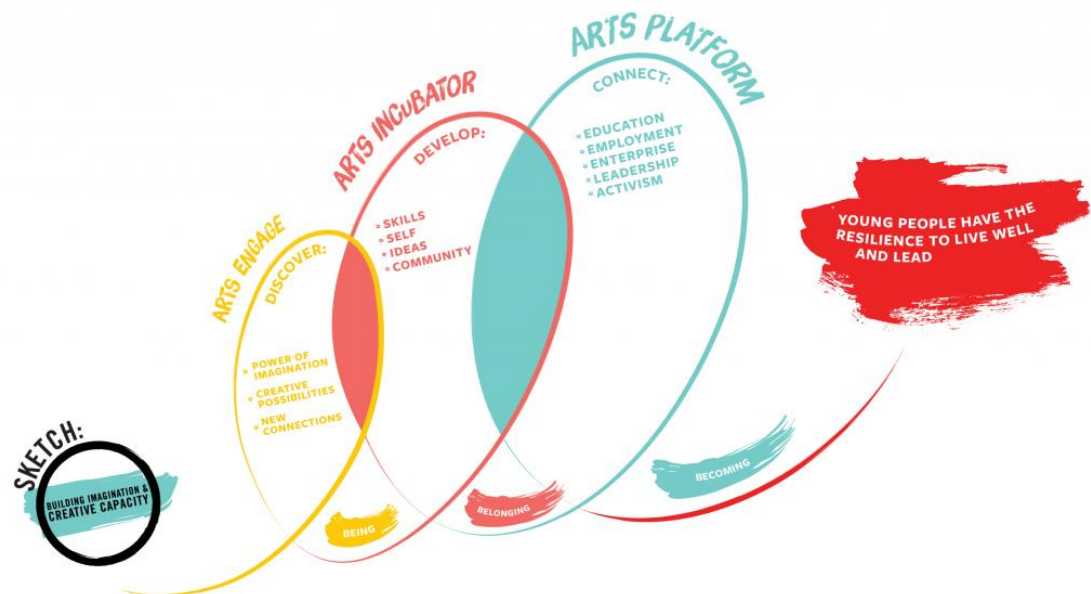 SKETCH:
BUILDING IMAGINATION &
CREATIVE CAPACITY
ARTS ENGAGE
DISCOVER:
POWER OF
IMAGINATION
CREATIVE
POSSIBILITIES
NEW
CONNECTIONS
BEING
ARTS INCUBATOR
DEVELOP:
SKILLS
SELF
IDEAS
COMMUNITY
BELONGING
ARTS PLATFORM
CONNECT:
EDUCATION
EMPLOYMENT
ENTERPRISE
LEADERSHIP
ACTIVISM
BECOMING
YOUNG PEOPLE HAVE THE
RESILIENCE TO LIVE WELL
AND LEAD